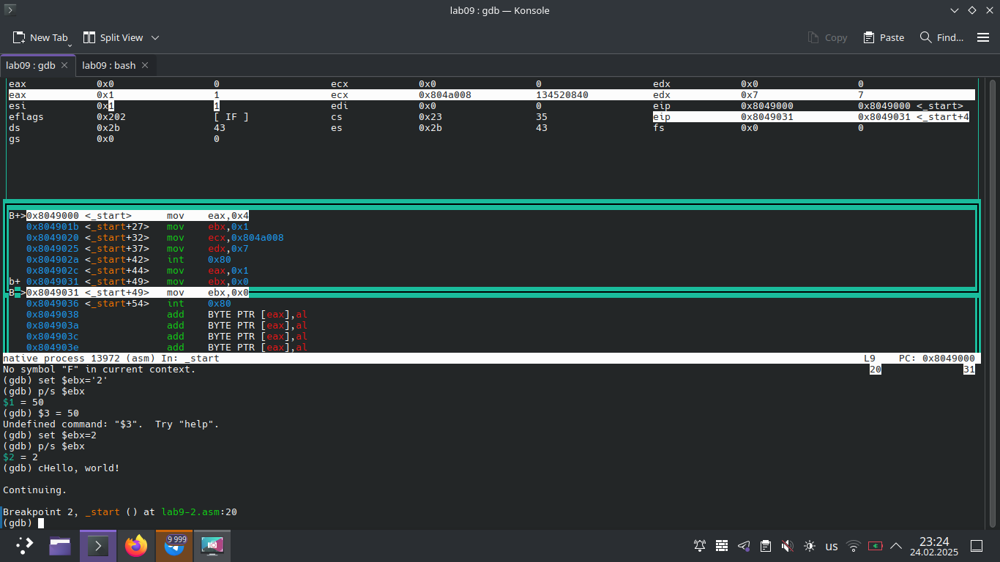 lab09 : gdb — Konsole
New Tab Split View Copy Paste Find...
lab09 : gdb lab09 : bash
eax 0x0 0 ecx 0x0 0 edx 0x0 0
eax 0x1 1 ecx 0x804a008 134520840 edx 0x7 7
esi 0x1 1 edi 0x0 0 eip 0x8049000 0x8049000 <_start>
eflags 0x202 [ IF ] cs 0x23 35 eip 0x8049031 0x8049031 <_start+4
ds 0x2b 43 es 0x2b 43 fs 0x0 0
gs 0x0 0
B+>0x8049000 <_start> mov eax,0x4
0x804901b <_start+27> mov ebx,0x1
0x8049020 <_start+32> mov ecx,0x804a008
0x8049025 <_start+37> mov edx,0x7
0x804902a <_start+42> int 0x80
0x804902c <_start+44> mov eax,0x1
b+ 0x8049031 <_start+49> mov ebx,0x0
B >0x8049031 <_start+49> mov ebx,0x0
0x8049036 <_start+54> int 0x80
0x8049038 add BYTE PTR [eax],al
0x804903a add BYTE PTR [eax],al
0x804903c add BYTE PTR [eax],al
0x804903e add BYTE PTR [eax],al
native process 13972 (asm) In: _start L9 PC: 0x8049000
No symbol "F" in current context. 20 31
(gdb) set $ebx='2'
(gdb) p/s $ebx
$1 = 50
(gdb) $3 = 50
Undefined command: "$3". Try "help".
(gdb) set $ebx=2
(gdb) p/s $ebx
$2 = 2
(gdb) cHello, world!
Continuing.
Breakpoint 2, _start () at lab9-2.asm:20
(gdb)
9 999
us
23:24
24.02.2025